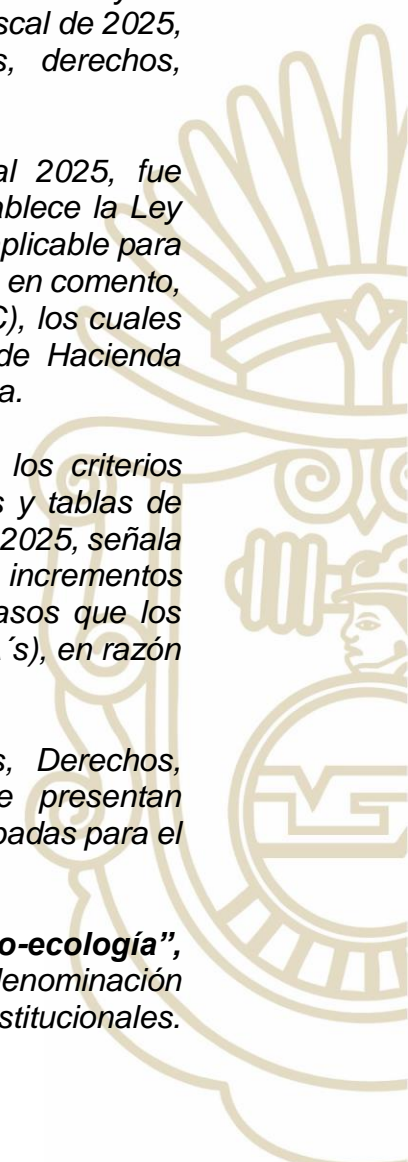 scal de 2025,
s, derechos,
al 2025, fue
ablece la Ley
aplicable para
en comento,
C), los cuales
de Hacienda
a.
los criterios
s y tablas de
2025, señala
incrementos
asos que los
A´s), en razón
s, Derechos,
e presentan
badas para el
o-ecología”,
denominación
stitucionales.